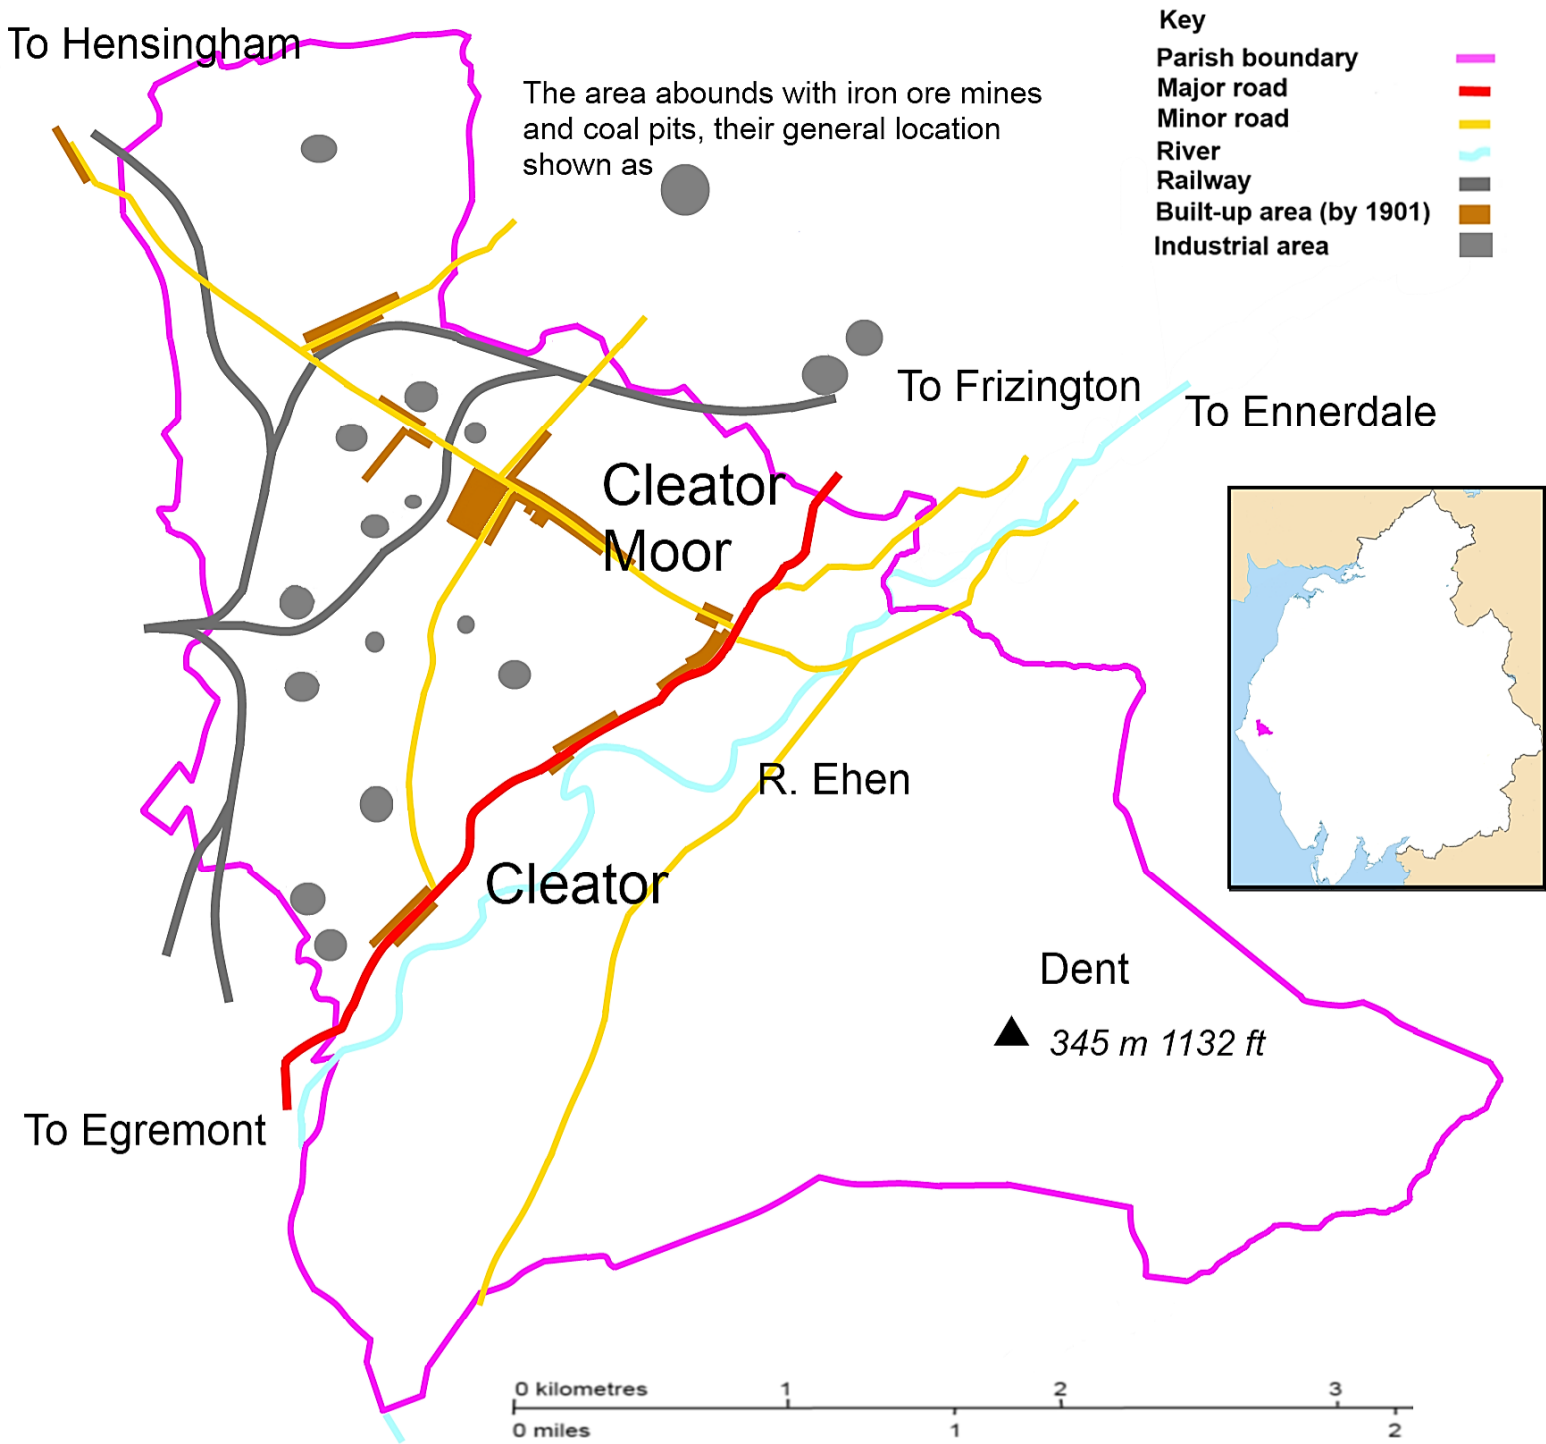 To Hensingham
The area abounds with iron ore mines
and coal pits, their general location
shown as
Key
Parish boundary
Major road
Minor road
River
Railway
Built-up area (by 1901)
Industrial area
To Frizington
To Ennerdale
Cleator
Moor
R. Ehen
Cleator
Dent
345 m 1132 ft
To Egremont
0 kilometres 1 2 3
0 miles 1 2